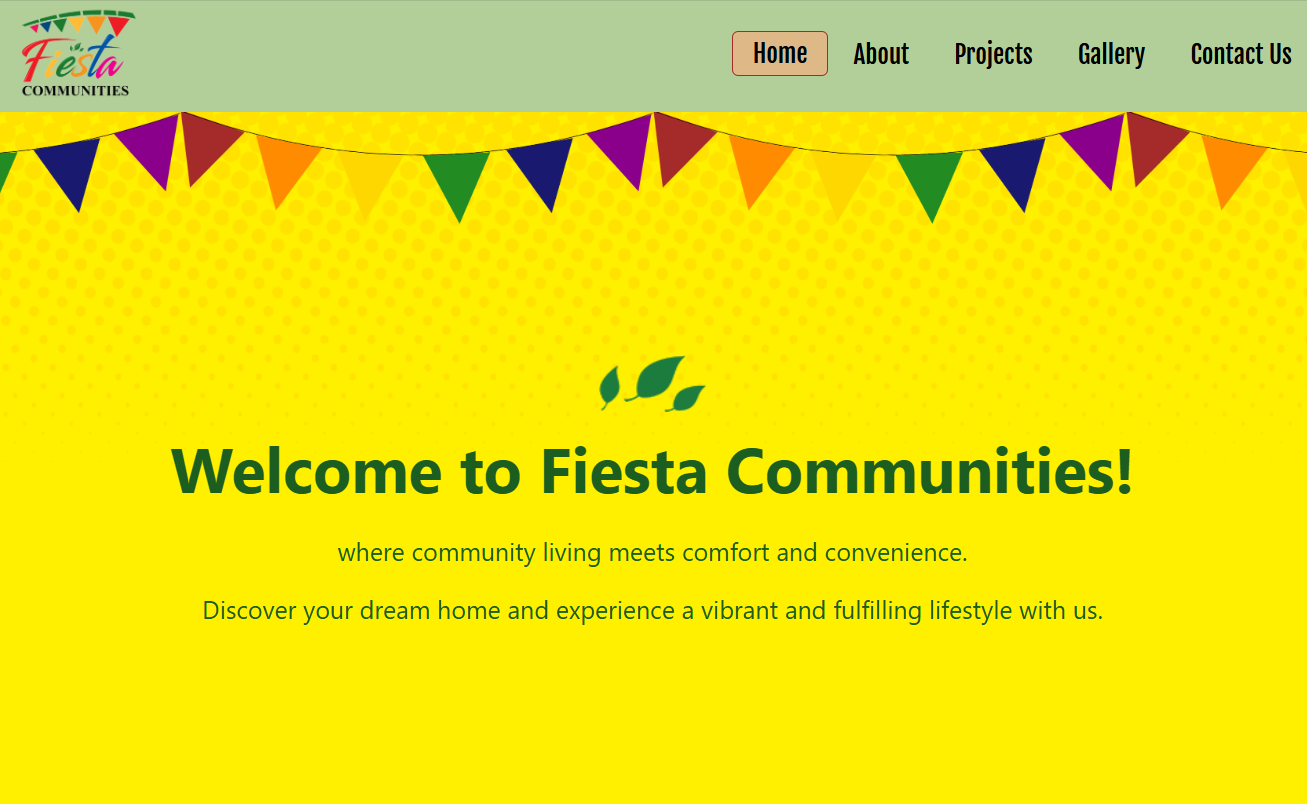 Fiesta
COMMUNITIES
Home About Projects Gallery Contact Us
Welcome to Fiesta Communities!
where community living meets comfort and convenience.
Discover your dream home and experience a vibrant and fulfilling lifestyle with us.